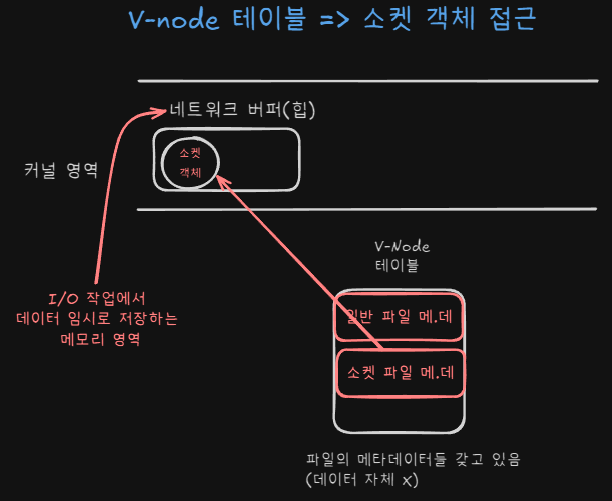 V-node 테이블 => 소켓 객체 접근
네트워크 버퍼(힙)
소켓
객체
커널 영역
V-Node
테이블
I/O 작업에서
데이터 임시로 저장하는
메모리 영역
일반 파일 메.데
소켓 파일 메.데
파일의 메타데이터들 갖고 있음
(데이터 자체 X)